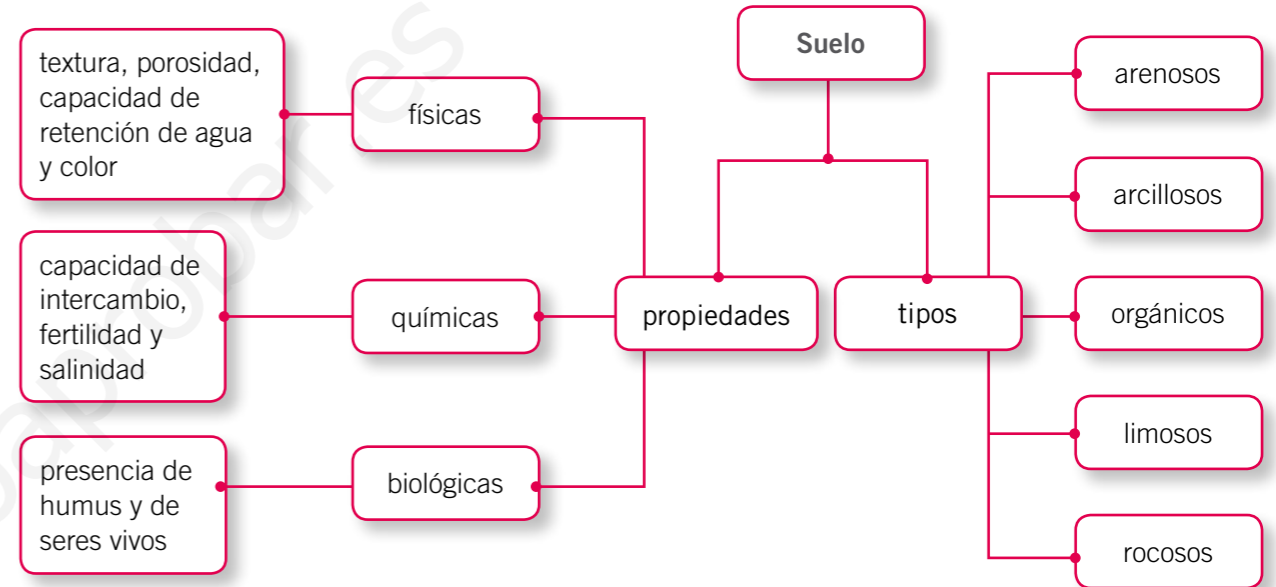 Suelo
propiedades
tipos
físicas
textura, porosidad,
capacidad de
retención de agua
y color
químicas
capacidad de
intercambio,
fertilidad y
salinidad
biológicas
presencia de
humus y de
seres vivos
arenosos
arcillosos
orgánicos
limosos
rocosos